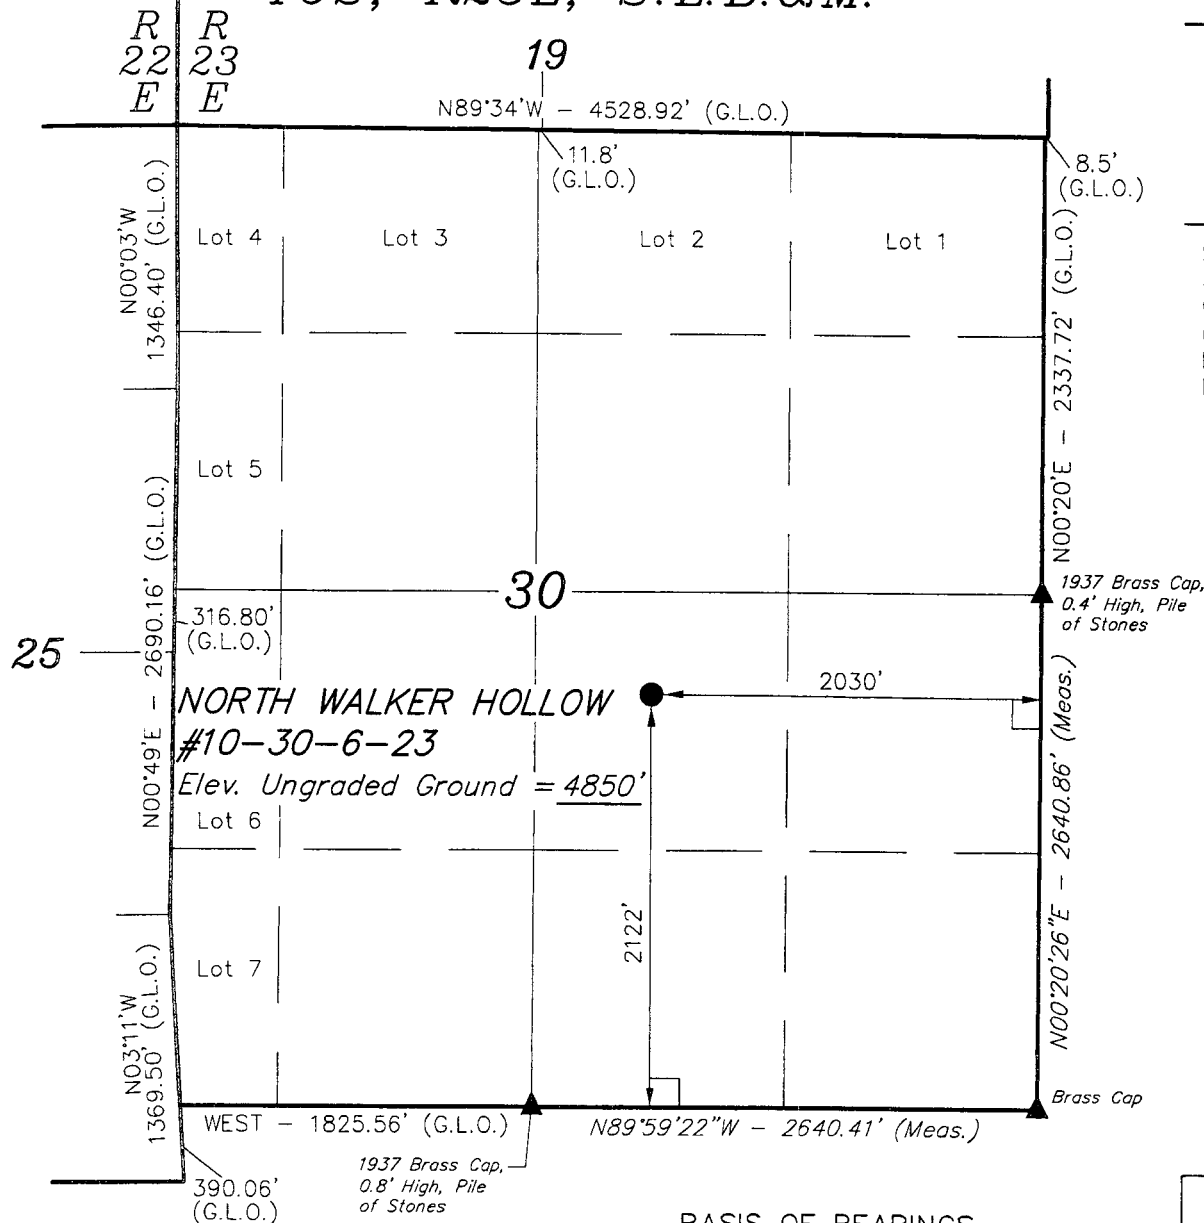 R R
22 23
E E
19
N89°34'W - 4528.92' (G.L.O.)
11.8'
(G.L.O.)
8.5'
(G.L.O.)
N00°03'W
1346.40' (G.L.O.)
Lot 4
Lot 3
Lot 2
Lot 1
N00°20'E - 2337.72' (G.L.O.)
Lot 5
30
1937 Brass Cap,
0.4' High, Pile
of Stones
N00°49'E - 2690.16' (G.L.O.)
316.80'
(G.L.O.)
25
2030'
NORTH WALKER HOLLOW
#10-30-6-23
Elev. Ungraded Ground = 4850'
Lot 6
N00°20'26"E - 2640.86' (Meas.)
2122'
Lot 7
N03°11'W
1369.50' (G.L.O.)
Brass Cap
WEST - 1825.56' (G.L.O.)
N89°59'22"W - 2640.41' (Meas.)
1937 Brass Cap,
0.8' High, Pile
of Stones
390.06'
(G.L.O.)
BASIS OF BEARINGS